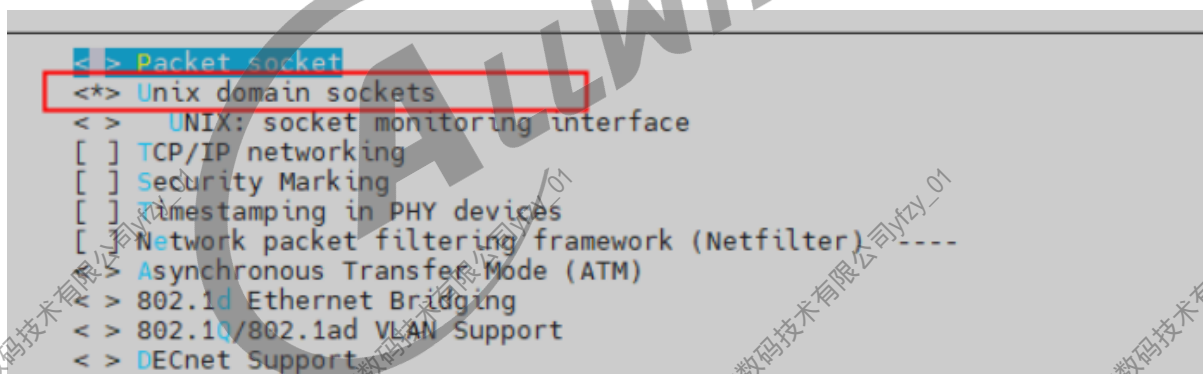 < > Packet socket
<*> Unix domain sockets
< >   UNIX: socket monitoring interface
[ ] TCP/IP networking
[ ] Security Marking
[ ] Timestamping in PHY devices
[ ] Network packet filtering framework (Netfilter) ----
< > Asynchronous Transfer Mode (ATM)
< > 802.1d Ethernet Bridging
< > 802.1Q/802.1ad VLAN Support
< > DECnet Support